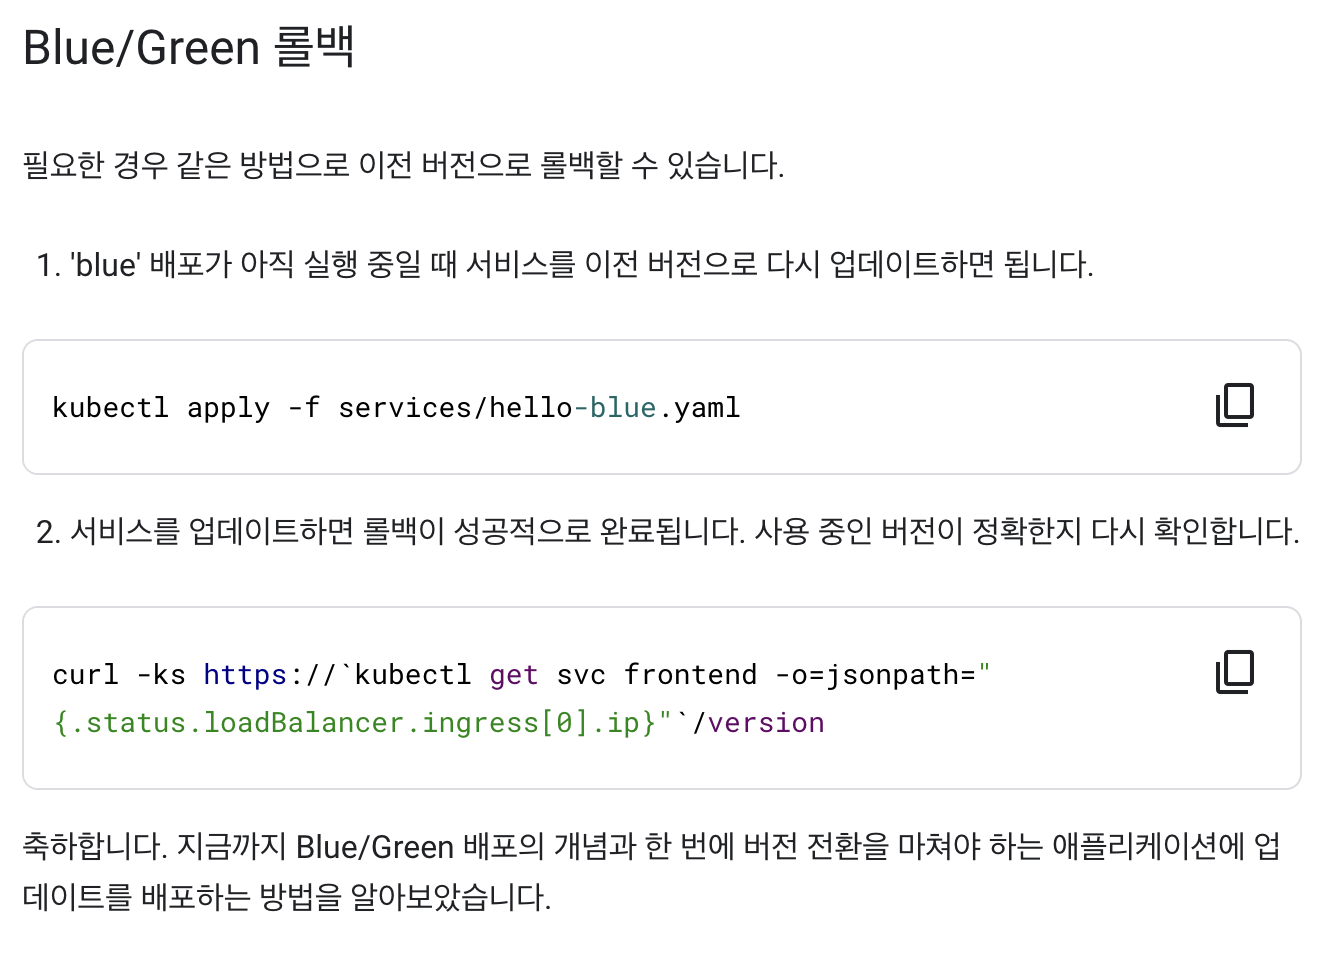 Blue/Green 롤백
필요한 경우 같은 방법으로 이전 버전으로 롤백할 수 있습니다.
1. 'blue' 배포가 아직 실행 중일 때 서비스를 이전 버전으로 다시 업데이트하면 됩니다.
kubectl apply -f services/hello-blue.yaml
2. 서비스를 업데이트하면 롤백이 성공적으로 완료됩니다. 사용 중인 버전이 정확한지 다시 확인합니다.
curl -ks https://`kubectl get svc frontend -o=jsonpath="
{.status.loadBalancer.ingress[0].ip}"`/version
축하합니다. 지금까지 Blue/Green 배포의 개념과 한 번에 버전 전환을 마쳐야 하는 애플리케이션에 업
데이트를 배포하는 방법을 알아보았습니다.